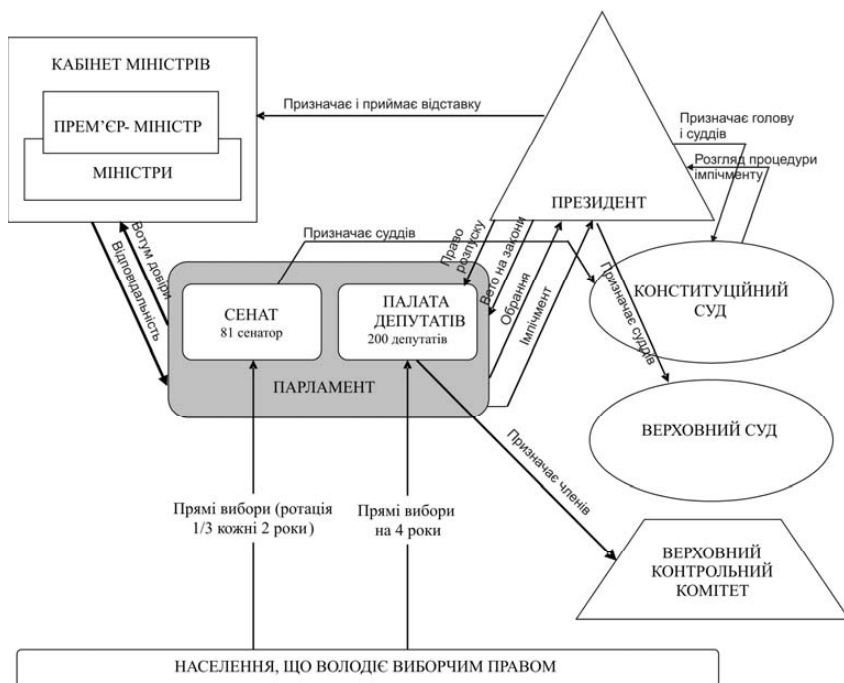 КАБІНЕТ МІНІСТРІВ
ПРЕМ’ЄР- МІНІСТР
МІНІСТРИ
Призначає і приймає відставку
Призначає голову
і суддів
Розгляд процедури
імпічменту
ПРЕЗИДЕНТ
Вотум довіри
Відповідальність
Призначає суддів
Право
розпуску
Вето на закони
Обрання
Імпічмент
Призначає суддів
СЕНАТ
81 сенатор
ПАЛАТА
ДЕПУТАТІВ
200 депутатів
ПАРЛАМЕНТ
КОНСТИТУЦІЙНИЙ
СУД
ВЕРХОВНИЙ СУД
Призначає членів
Прямі вибори (ротація
1/3 кожні 2 роки)
Прямі вибори
на 4 роки
ВЕРХОВНИЙ
КОНТРОЛЬНИЙ
КОМІТЕТ
НАСЕЛЕННЯ, ЩО ВОЛОДІЄ ВИБОРЧИМ ПРАВОМ